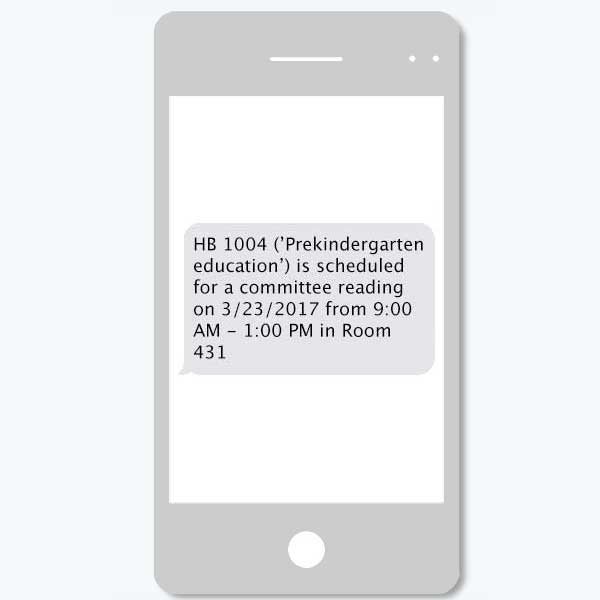 HB 1004 (’Prekindergarten
education’) is scheduled
for a committee reading
on 3/23/2017 from 9:00
AM – 1:00 PM in Room
431